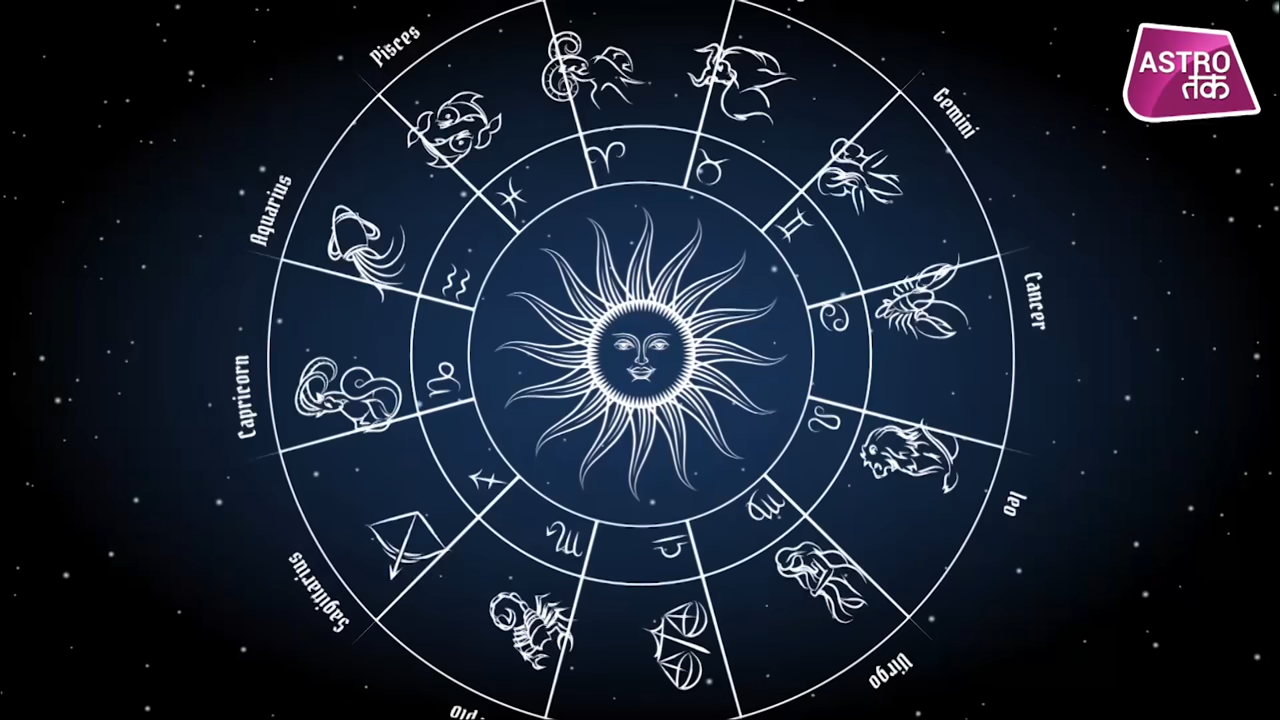 ASTRO
तक
Pisces
Gemini
Aquarius
Cancer
Capricorn
leo
Sagittarius
Virgo